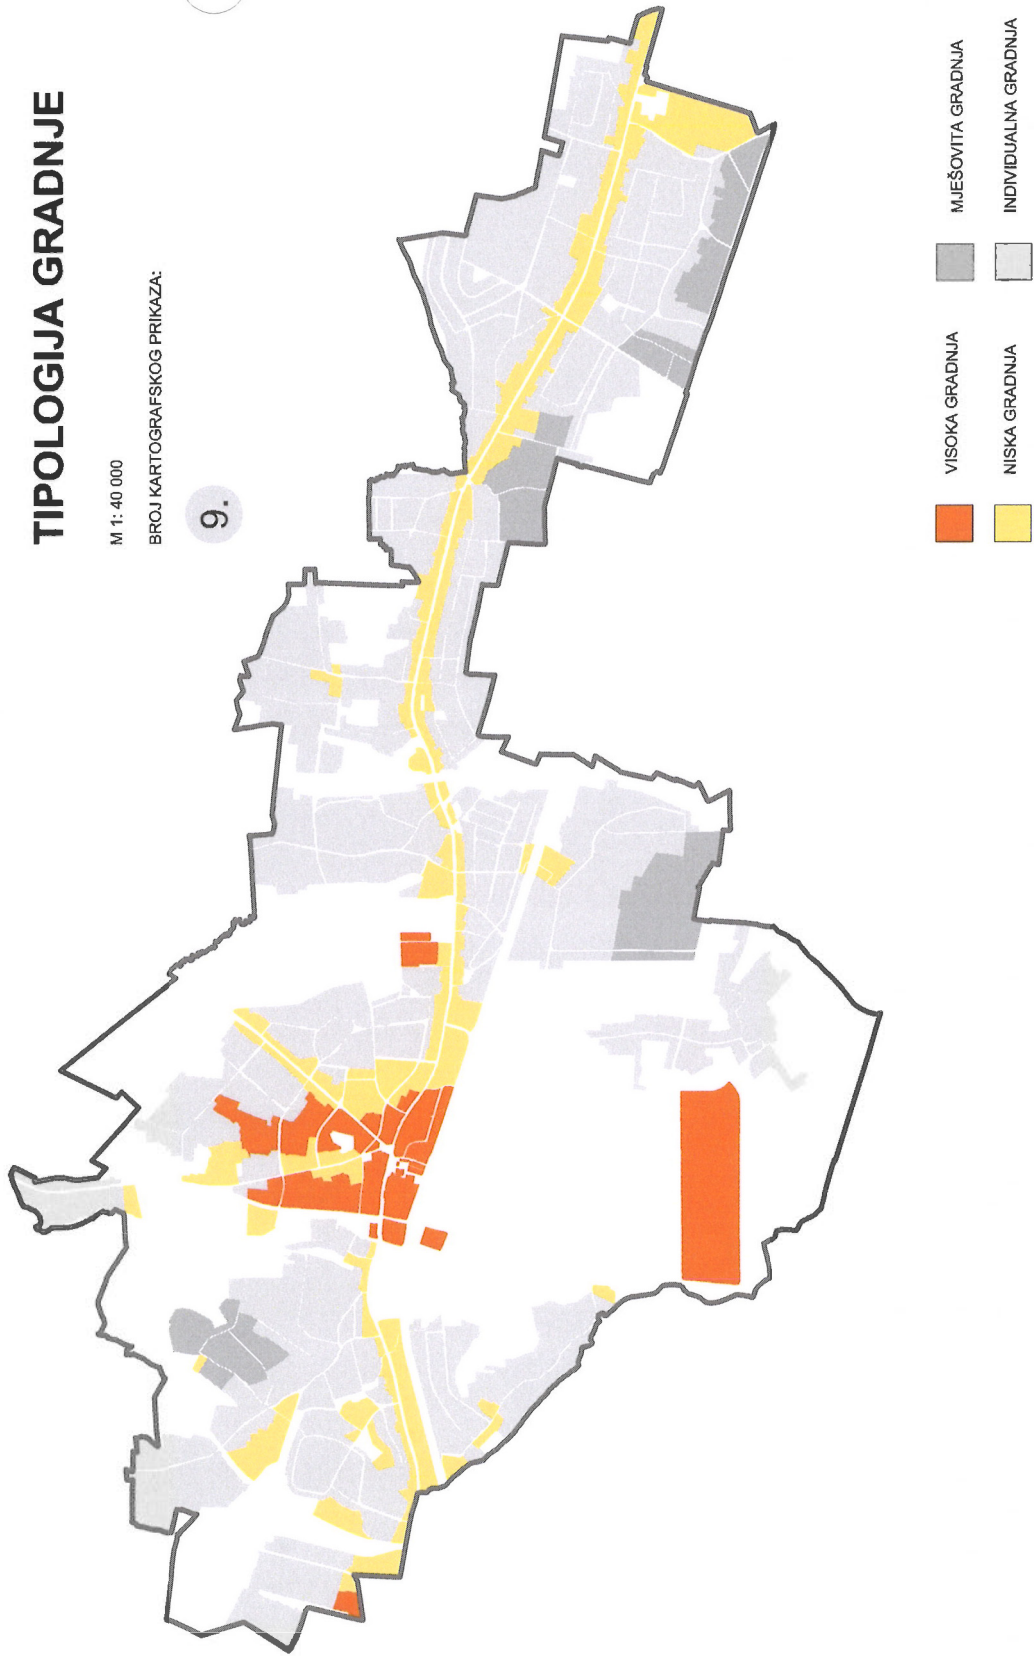 TIPOLOGIJA GRADNJE
M 1: 40 000
BROJ KARTOGRAFSKOG PRIKAZA:
9.
VISOKA GRADNJA
MJEŠOVITA GRADNJA
NISKA GRADNJA
INDIVIDUALNA GRADNJA